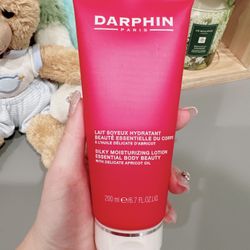 DARPHIN
PARIS
LAIT SOYEUX HYDRATANT
BEAUTÉ ESSENTIELLE DU CORPS
À L'HUILE DÉLICATE D'ABRICOT
SILKY MOISTURIZING LOTION
ESSENTIAL BODY BEAUTY
WITH DELICATE APRICOT OIL
200 ml e 6.7 FL.OZ.LIQ.